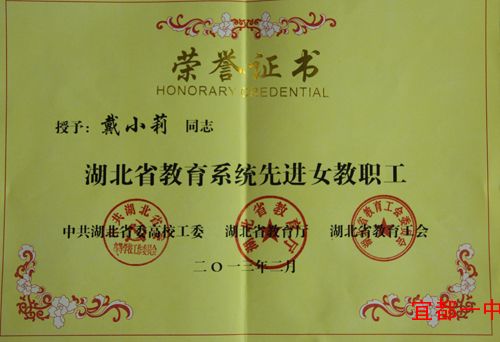 荣誉证书
HONORARY CREDENTIAL
授予: 戴小莉 同志
湖北省教育系统先进女教职工
中共湖北省委高校工委 湖北省教育厅 湖北省教育工会
二〇一三年二月
宜都一中